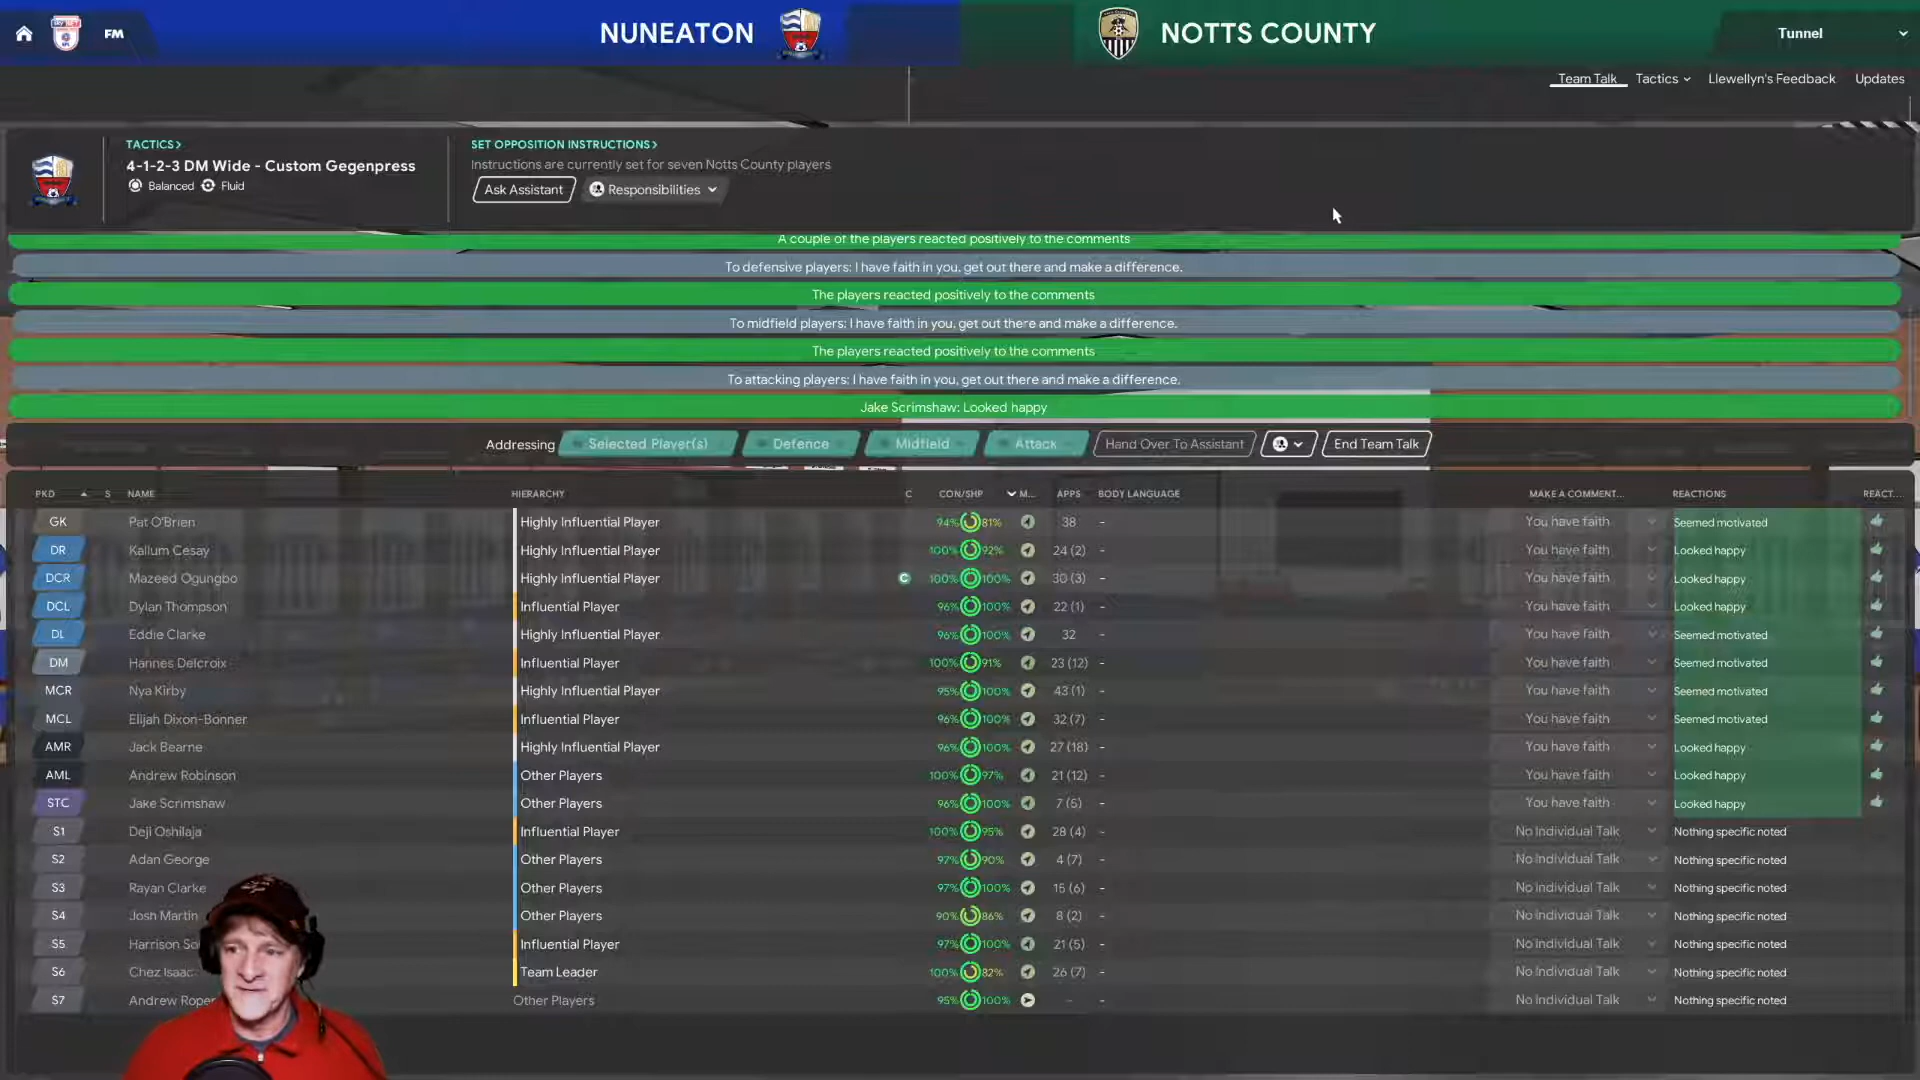 FM
NUNEATON
NOTTS COUNTY
Tunnel
Team Talk Tactics Llewellyn's Feedback Updates
TACTICS>
4-1-2-3 DM Wide - Custom Gegenpress
Balanced Fluid
SET OPPOSITION INSTRUCTIONS>
Instructions are currently set for seven Notts County players
Ask Assistant Responsibilities
A couple of the players reacted positively to the comments
To defensive players: I have faith in you, get out there and make a difference.
The players reacted positively to the comments
To midfield players: I have faith in you, get out there and make a difference.
The players reacted positively to the comments
To attacking players: I have faith in you, get out there and make a difference.
Jake Scrimshaw: Looked happy
Addressing Selected Player(s) Defence Midfield Attack Hand Over To Assistant End Team Talk
PKD S NAME HIERARCHY C CON/SHP M... APPS BODY LANGUAGE MAKE A COMMENT... REACTIONS REACT...
GK Pat O'Brien Highly Influential Player 94% 81% 38 - You have faith Seemed motivated
DR Kallum Cesay Highly Influential Player 100% 92% 24 (2) - You have faith Looked happy
DCR Mazeed Ogungbo Highly Influential Player C 100% 100% 30 (3) - You have faith Looked happy
DCL Dylan Thompson Influential Player 96% 100% 22 (1) - You have faith Looked happy
DL Eddie Clarke Highly Influential Player 96% 100% 32 - You have faith Seemed motivated
DM Hannes Delcroix Influential Player 100% 91% 23 (12) - You have faith Seemed motivated
MCR Nya Kirby Highly Influential Player 95% 100% 43 (1) - You have faith Seemed motivated
MCL Elijah Dixon-Bonner Influential Player 96% 100% 32 (7) - You have faith Seemed motivated
AMR Jack Bearne Highly Influential Player 96% 100% 27 (18) - You have faith Looked happy
AML Andrew Robinson Other Players 100% 97% 21 (12) - You have faith Looked happy
STC Jake Scrimshaw Other Players 96% 100% 7 (5) - You have faith Looked happy
S1 Deji Oshilaja Influential Player 100% 95% 28 (4) - No Individual Talk Nothing specific noted
S2 Adan George Other Players 97% 90% 4 (7) - No Individual Talk Nothing specific noted
S3 Rayan Clarke Other Players 97% 100% 15 (6) - No Individual Talk Nothing specific noted
S4 Josh Martin Other Players 90% 86% 8 (2) - No Individual Talk Nothing specific noted
S5 Harrison Influential Player 97% 100% 21 (5) - No Individual Talk Nothing specific noted
S6 Chez Isaac Team Leader 100% 82% 26 (7) - No Individual Talk Nothing specific noted
S7 Andrew Roper Other Players 95% 100% - - No Individual Talk Nothing specific noted